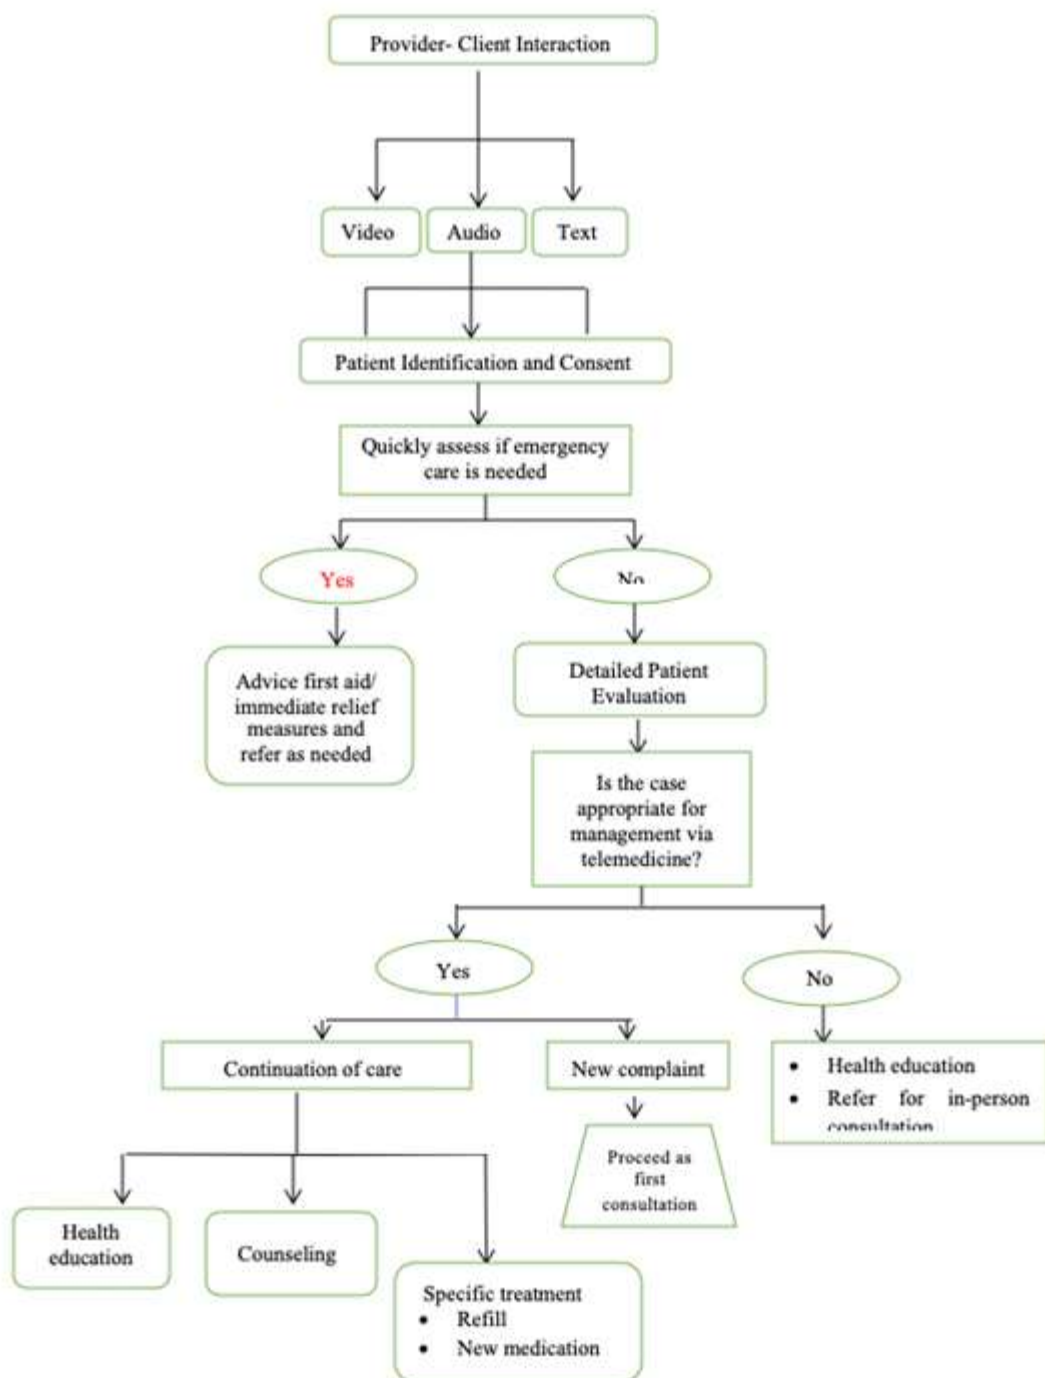 Provider- Client Interaction
Video
Audio
Text
Patient Identification and Consent
Quickly assess if emergency
care is needed
Yes
No
Advice first aid/
immediate relief
measures and
refer as needed
Detailed Patient
Evaluation
Is the case
appropriate for
management via
telemedicine?
Yes
No
Continuation of care
New complaint
• Health education
• Refer for in-person
consultation
Proceed as
first
consultation
Health
education
Counseling
Specific treatment
• Refill
• New medication